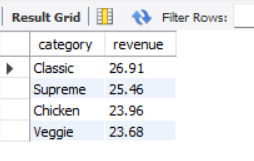 Result Grid Filter Rows:
category revenue
Classic 26.91
Supreme 25.46
Chicken 23.96
Veggie 23.68